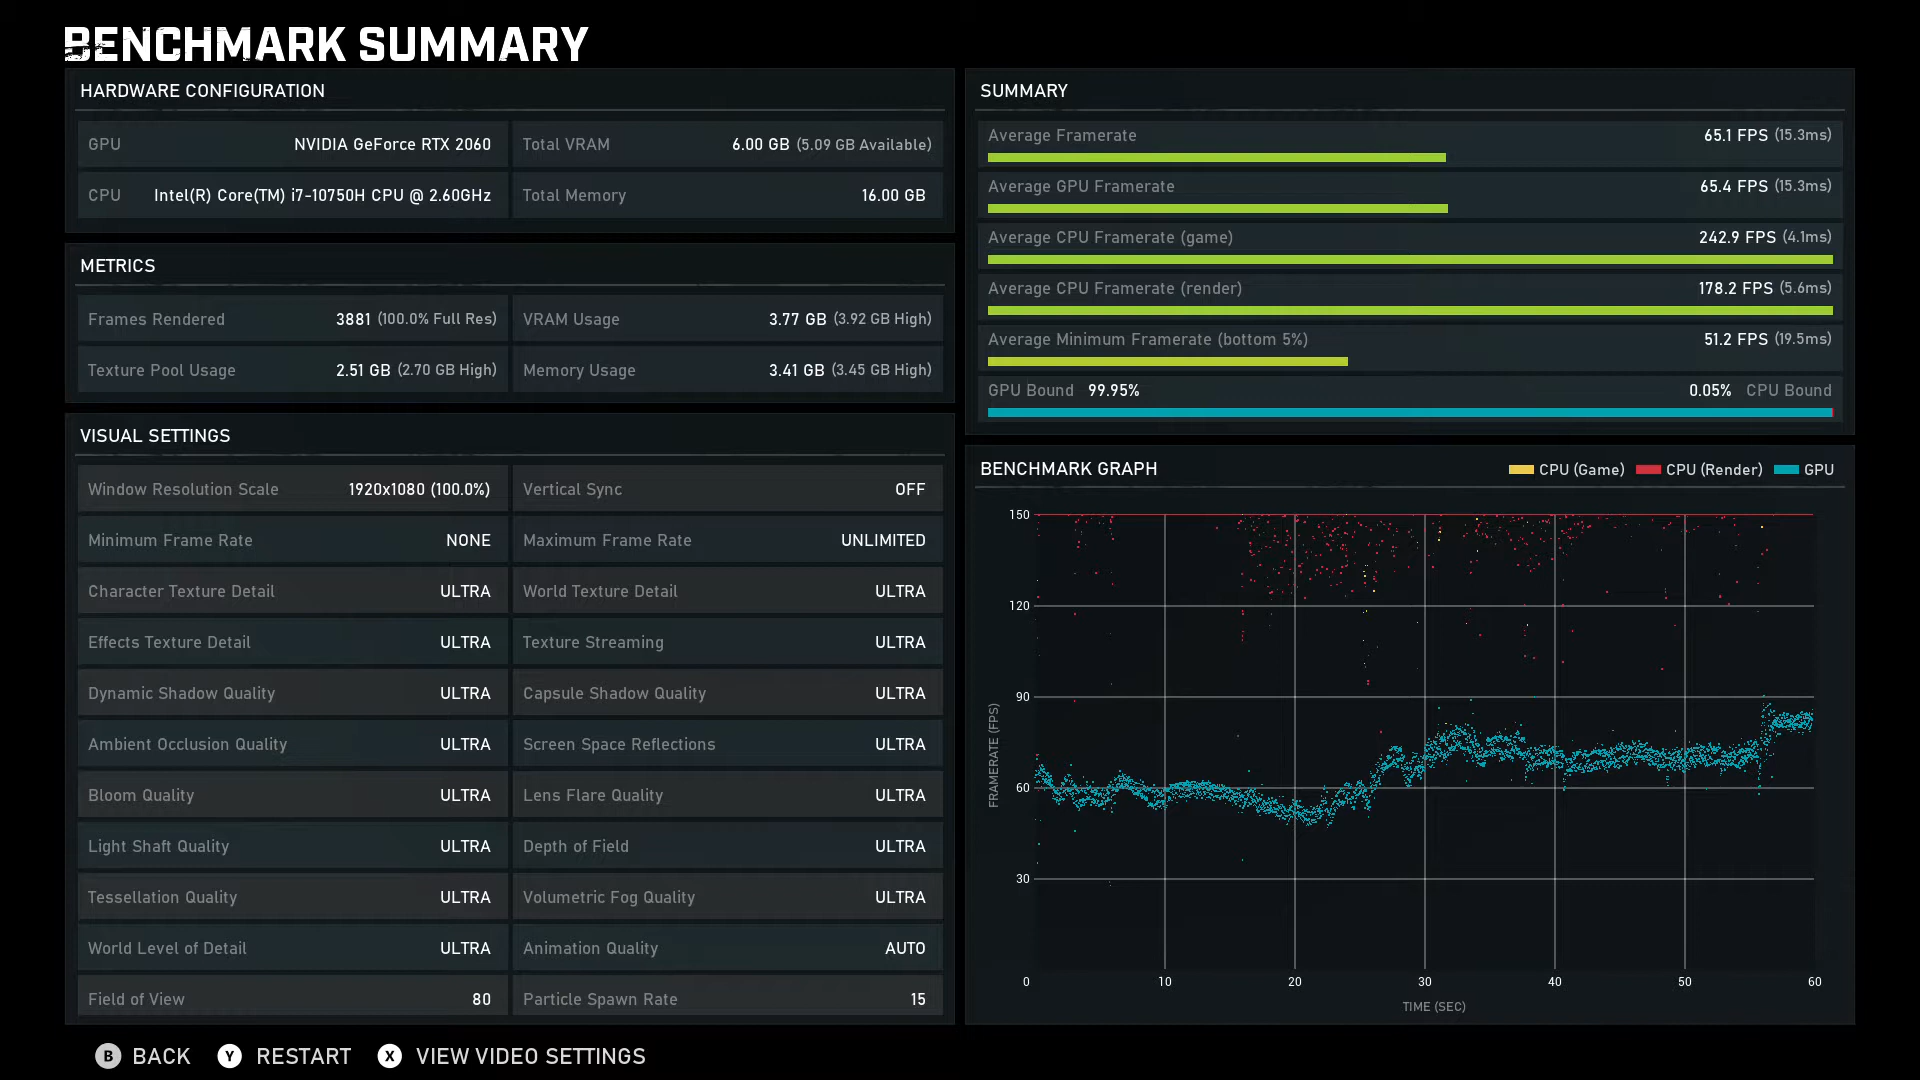 BENCHMARK SUMMARY
HARDWARE CONFIGURATION
GPU NVIDIA GeForce RTX 2060
Total VRAM 6.00 GB (5.09 GB Available)
CPU Intel(R) Core(TM) i7-10750H CPU @ 2.60GHz
Total Memory 16.00 GB
METRICS
Frames Rendered 3881 (100.0% Full Res)
VRAM Usage 3.77 GB (3.92 GB High)
Texture Pool Usage 2.51 GB (2.70 GB High)
Memory Usage 3.41 GB (3.45 GB High)
VISUAL SETTINGS
Window Resolution Scale 1920x1080 (100.0%)
Vertical Sync OFF
Minimum Frame Rate NONE
Maximum Frame Rate UNLIMITED
Character Texture Detail ULTRA
World Texture Detail ULTRA
Effects Texture Detail ULTRA
Texture Streaming ULTRA
Dynamic Shadow Quality ULTRA
Capsule Shadow Quality ULTRA
Ambient Occlusion Quality ULTRA
Screen Space Reflections ULTRA
Bloom Quality ULTRA
Lens Flare Quality ULTRA
Light Shaft Quality ULTRA
Depth of Field ULTRA
Tessellation Quality ULTRA
Volumetric Fog Quality ULTRA
World Level of Detail ULTRA
Animation Quality AUTO
Field of View 80
Particle Spawn Rate 15
SUMMARY
Average Framerate 65.1 FPS (15.3ms)
Average GPU Framerate 65.4 FPS (15.3ms)
Average CPU Framerate (game) 242.9 FPS (4.1ms)
Average CPU Framerate (render) 178.2 FPS (5.6ms)
Average Minimum Framerate (bottom 5%) 51.2 FPS (19.5ms)
GPU Bound 99.95% 0.05% CPU Bound
BENCHMARK GRAPH
CPU (Game) CPU (Render) GPU
150
120
90
60
30
FRAMERATE (FPS)
0 10 20 30 40 50 60
TIME (SEC)
B BACK Y RESTART X VIEW VIDEO SETTINGS